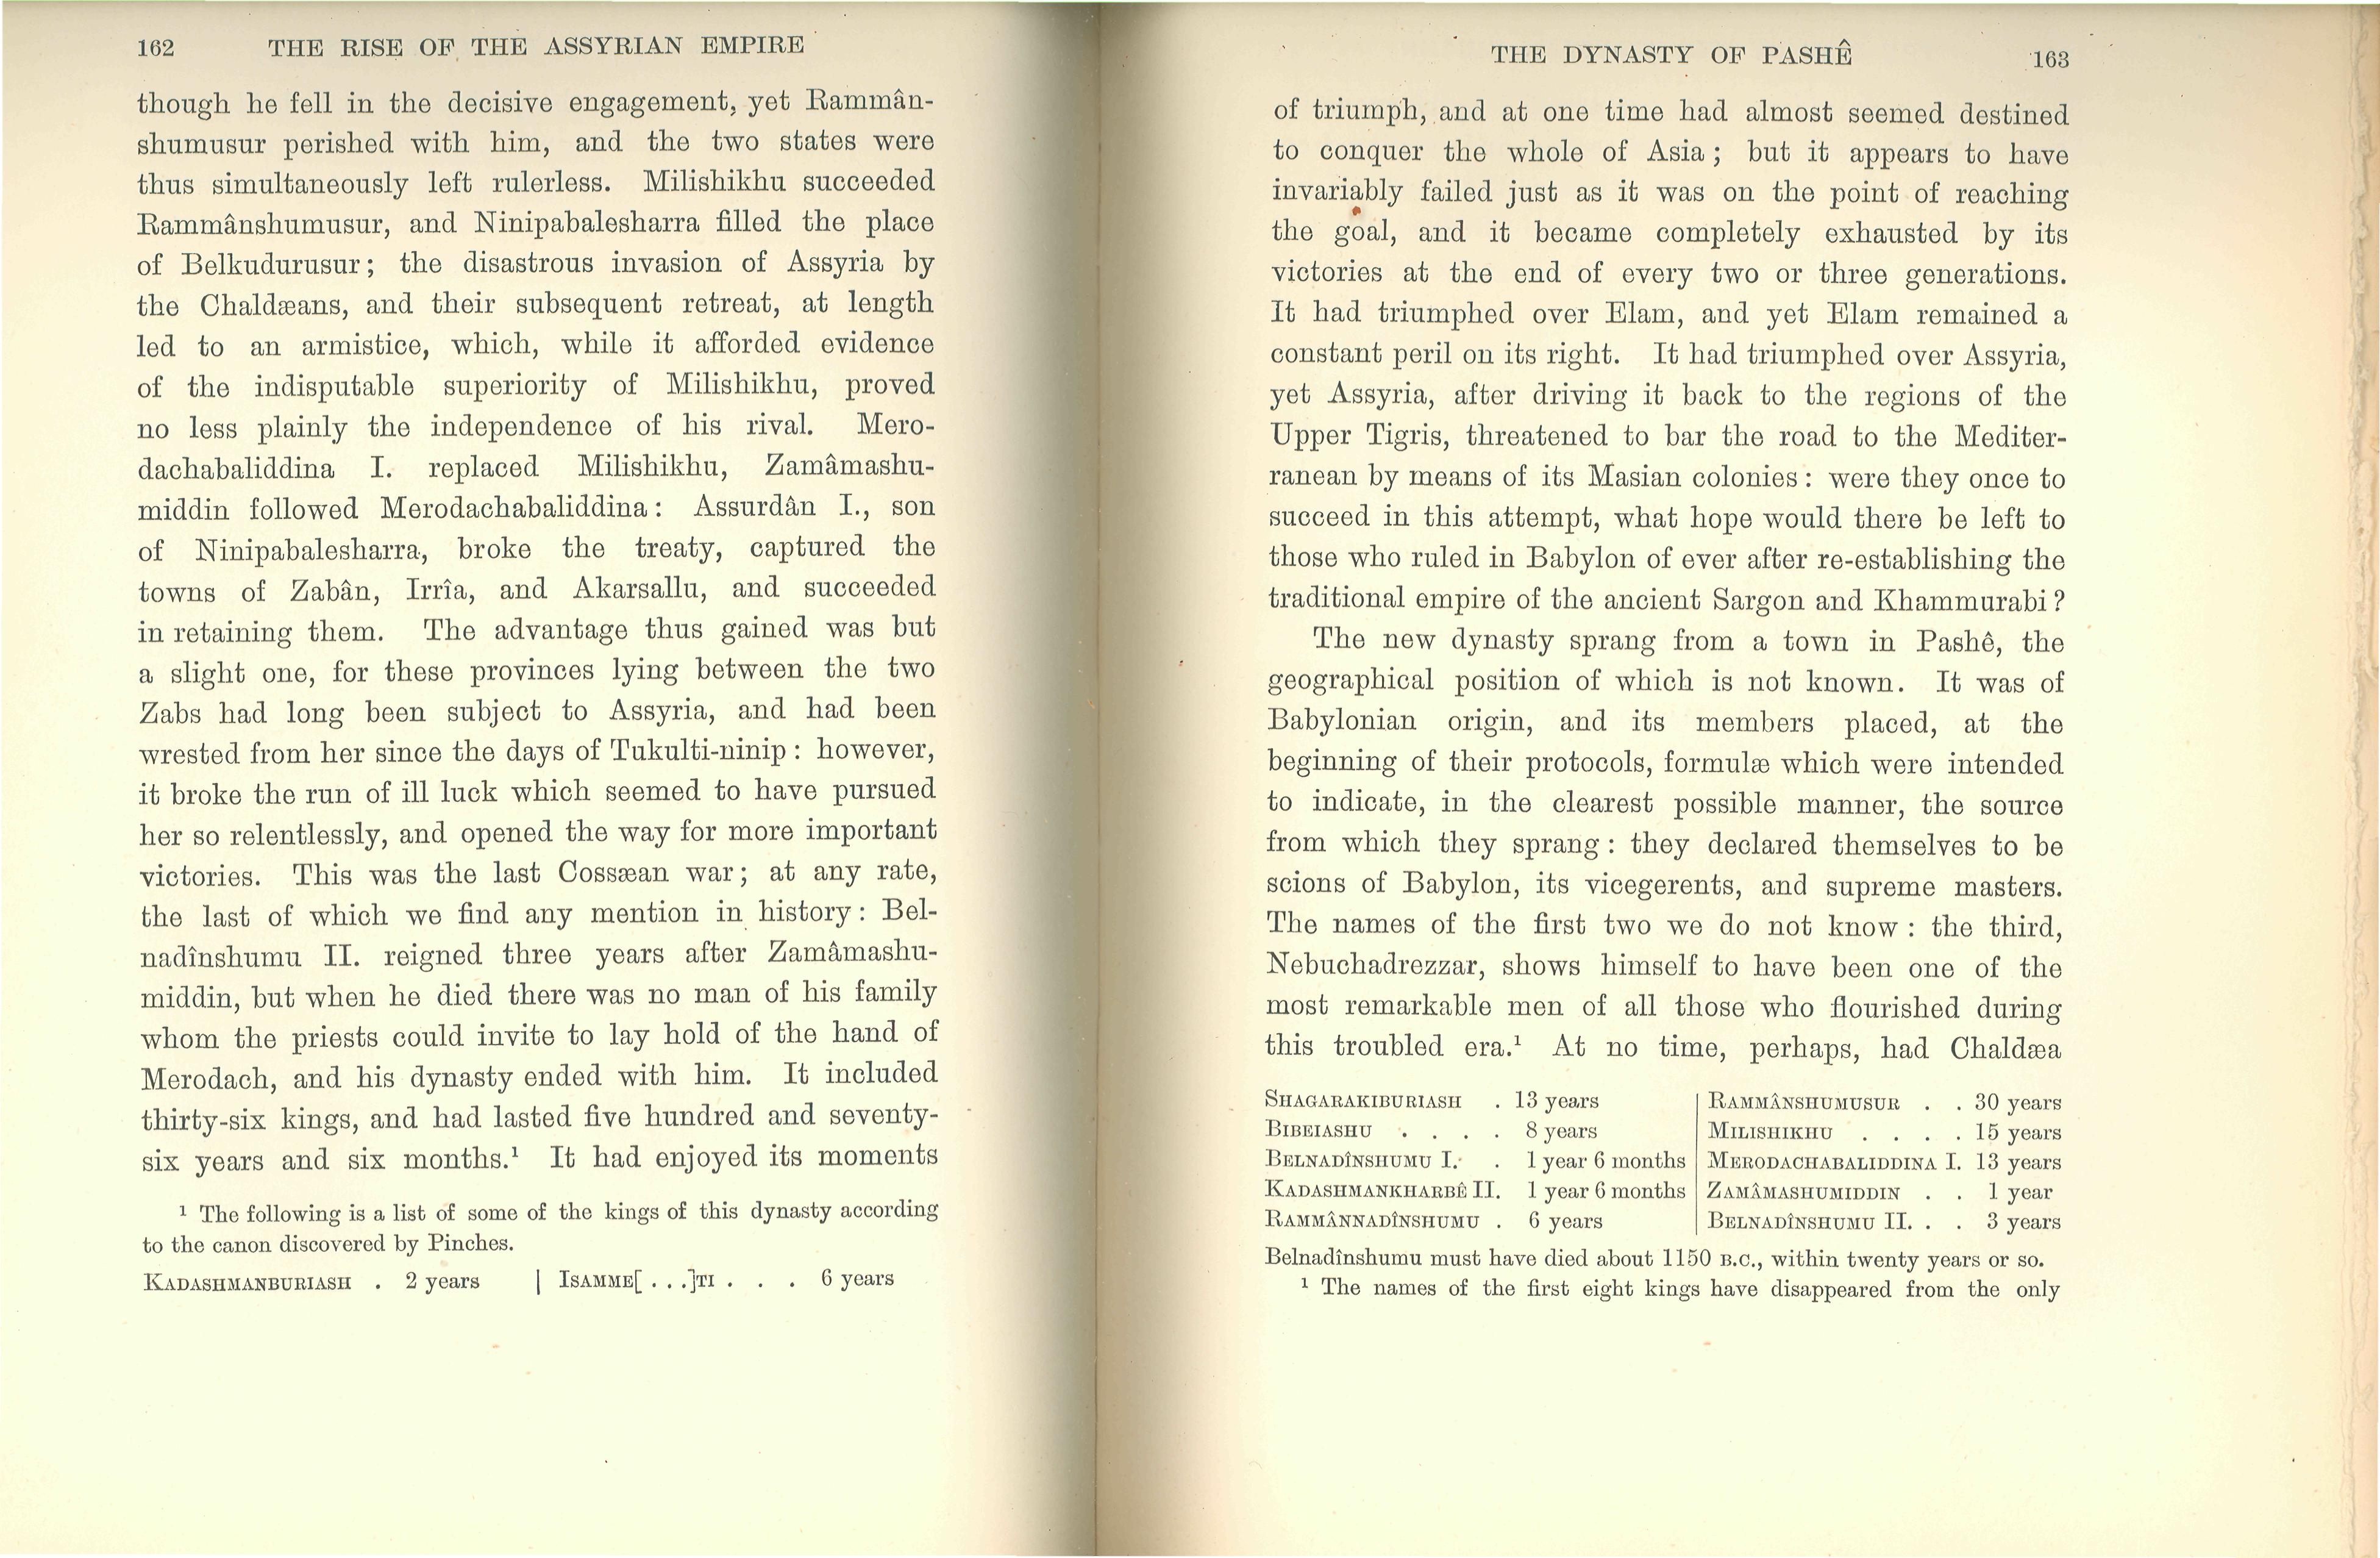 162 THE RISE OF THE ASSYRIAN EMPIRE
though he fell in the decisive engagement, yet Rammân-
shumusur perished with him, and the two states were
thus simultaneously left rulerless. Milishikhu succeeded
Rammânshumusur, and Ninipabalesharra filled the place
of Belkudurusur; the disastrous invasion of Assyria by
the Chaldæans, and their subsequent retreat, at length
led to an armistice, which, while it afforded evidence
of the indisputable superiority of Milishikhu, proved
no less plainly the independence of his rival. Mero-
dachabaliddina I. replaced Milishikhu, Zamâmashu-
middin followed Merodachabaliddina: Assurdân I., son
of Ninipabalesharra, broke the treaty, captured the
towns of Zabân, Irrîa, and Akarsallu, and succeeded
in retaining them. The advantage thus gained was but
a slight one, for these provinces lying between the two
Zabs had long been subject to Assyria, and had been
wrested from her since the days of Tukulti-ninip: however,
it broke the run of ill luck which seemed to have pursued
her so relentlessly, and opened the way for more important
victories. This was the last Cossæan war; at any rate,
the last of which we find any mention in history: Bel-
nadînshumu II. reigned three years after Zamâmashu-
middin, but when he died there was no man of his family
whom the priests could invite to lay hold of the hand of
Merodach, and his dynasty ended with him. It included
thirty-six kings, and had lasted five hundred and seventy-
six years and six months.¹ It had enjoyed its moments
¹ The following is a list of some of the kings of this dynasty according
to the canon discovered by Pinches.
KADASHMANBURIASH . 2 years | ISAMME[ . . .]TI . . . 6 years
THE DYNASTY OF PASHÊ 163
of triumph, and at one time had almost seemed destined
to conquer the whole of Asia; but it appears to have
invariably failed just as it was on the point of reaching
the goal, and it became completely exhausted by its
victories at the end of every two or three generations.
It had triumphed over Elam, and yet Elam remained a
constant peril on its right. It had triumphed over Assyria,
yet Assyria, after driving it back to the regions of the
Upper Tigris, threatened to bar the road to the Mediter-
ranean by means of its Masian colonies: were they once to
succeed in this attempt, what hope would there be left to
those who ruled in Babylon of ever after re-establishing the
traditional empire of the ancient Sargon and Khammurabi?
The new dynasty sprang from a town in Pashê, the
geographical position of which is not known. It was of
Babylonian origin, and its members placed, at the
beginning of their protocols, formulæ which were intended
to indicate, in the clearest possible manner, the source
from which they sprang: they declared themselves to be
scions of Babylon, its vicegerents, and supreme masters.
The names of the first two we do not know: the third,
Nebuchadrezzar, shows himself to have been one of the
most remarkable men of all those who flourished during
this troubled era.¹ At no time, perhaps, had Chaldæa
SHAGARAKIBURIASH . 13 years | RAMMÂNSHUMUSUR . . 30 years
BIBEIASHU . . . . 8 years | MILISHIKHU . . . . 15 years
BELNADÎNSHUMU I. . 1 year 6 months | MERODACHABALIDDINA I. 13 years
KADASHMANKHARBÊ II. 1 year 6 months | ZAMÂMASHUMIDDIN . . 1 year
RAMMÂNNADÎNSHUMU . 6 years | BELNADÎNSHUMU II. . . 3 years
Belnadînshumu must have died about 1150 B.C., within twenty years or so.
¹ The names of the first eight kings have disappeared from the only